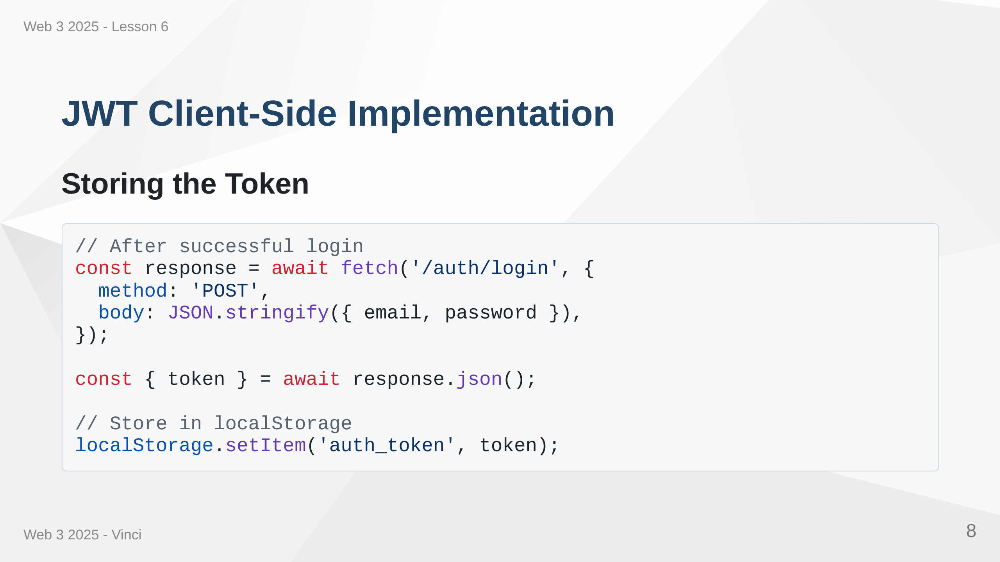 Web 3 2025 - Lesson 6
JWT Client-Side Implementation
Storing the Token
// After successful login
const response = await fetch('/auth/login', {
  method: 'POST',
  body: JSON.stringify({ email, password }),
});
const { token } = await response.json();
// Store in localStorage
localStorage.setItem('auth_token', token);
Web 3 2025 - Vinci
8